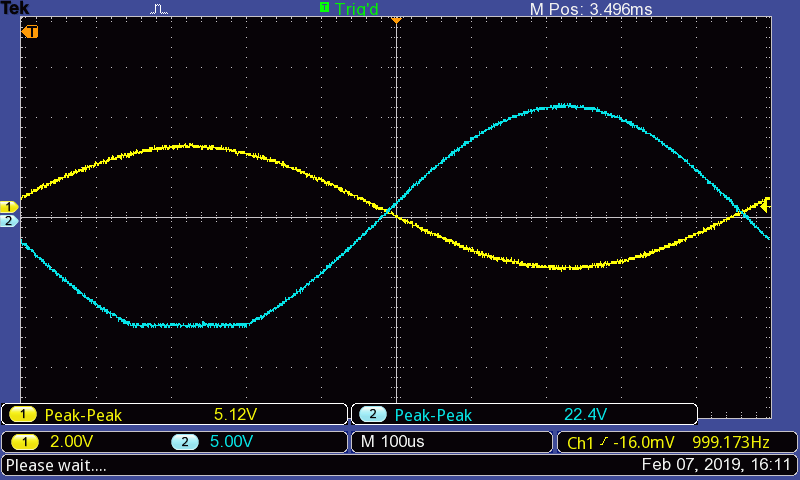 Tek T Trig'd M Pos: 3.496ms
T
1
2
1 Peak-Peak 5.12V 2 Peak-Peak 22.4V
1 2.00V 2 5.00V M 100us Ch1 -16.0mV 999.173Hz
Please wait.... Feb 07, 2019, 16:11